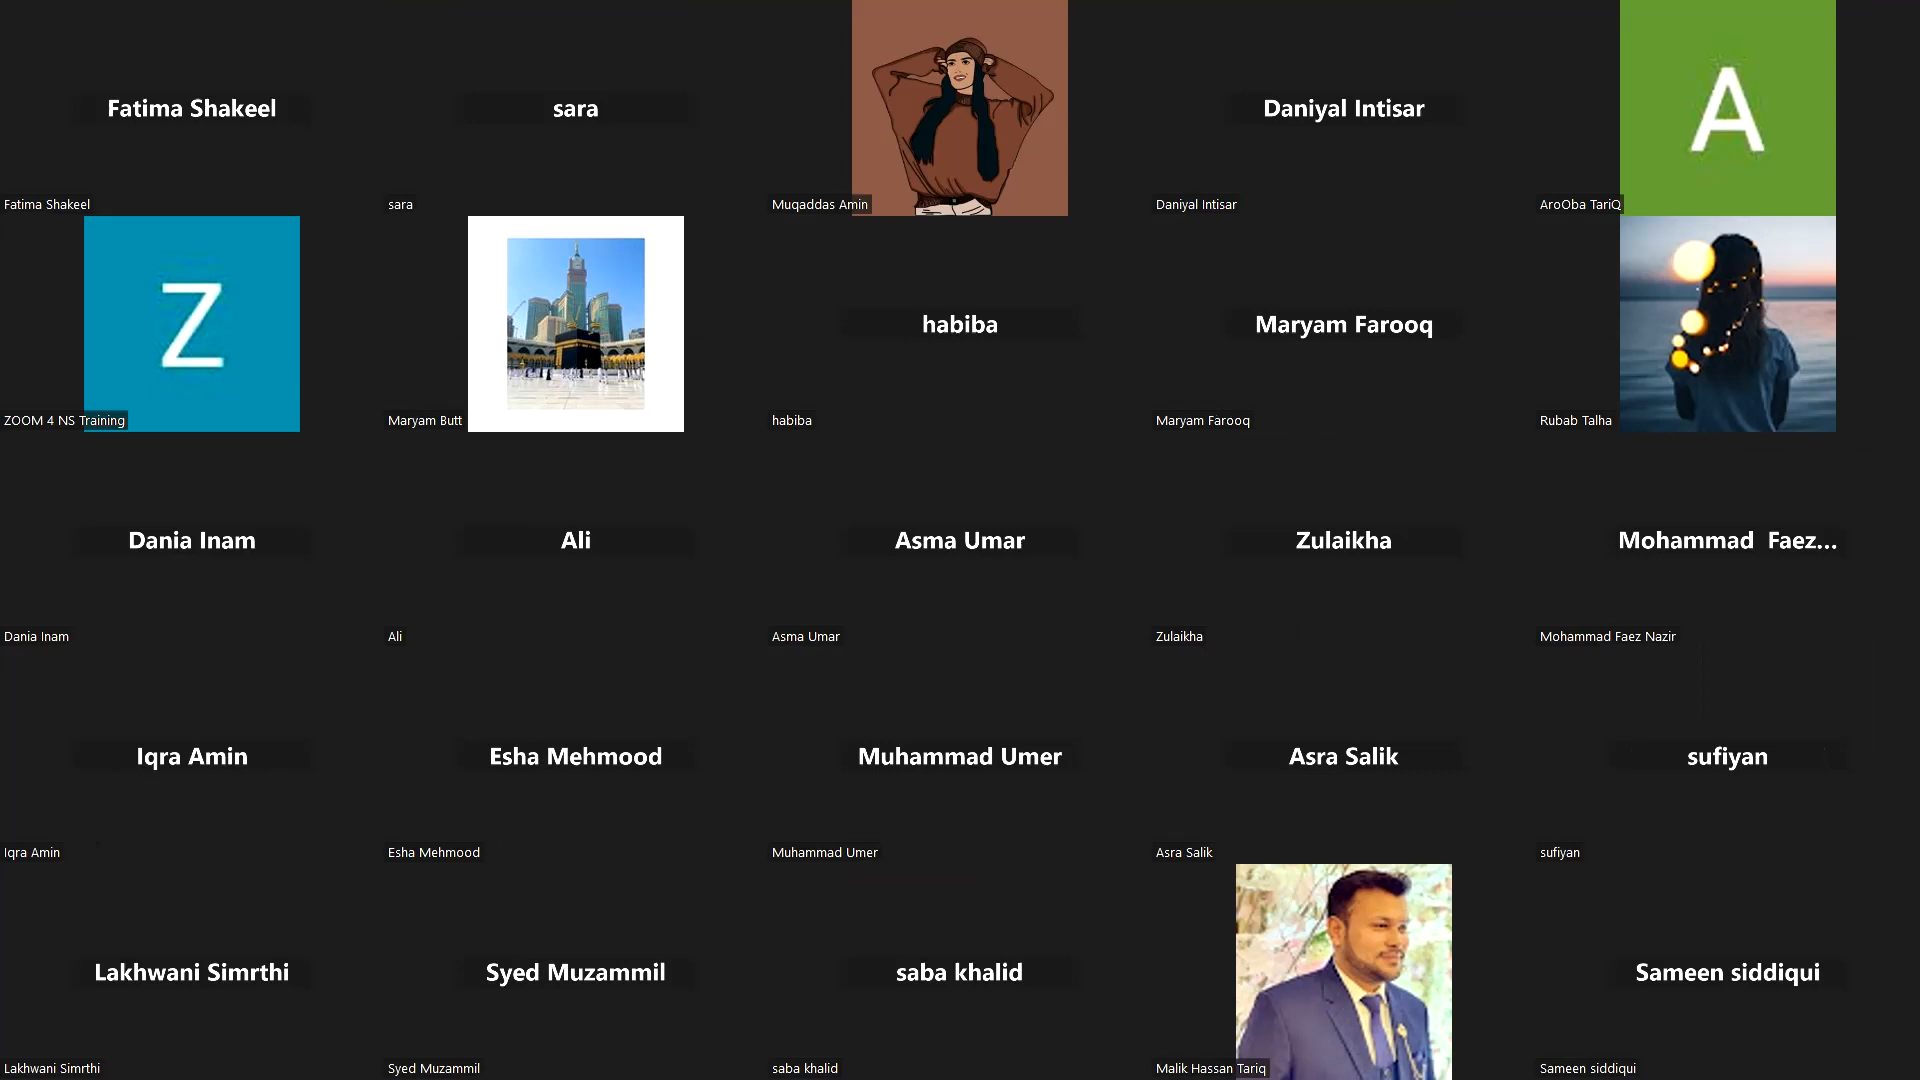 Fatima Shakeel
sara
Daniyal Intisar
A
Fatima Shakeel
sara
Muqaddas Amin
Daniyal Intisar
AroOba TariQ
Z
habiba
Maryam Farooq
ZOOM 4 NS Training
Maryam Butt
habiba
Maryam Farooq
Rubab Talha
Dania Inam
Ali
Asma Umar
Zulaikha
Mohammad  Faez...
Dania Inam
Ali
Asma Umar
Zulaikha
Mohammad Faez Nazir
Iqra Amin
Esha Mehmood
Muhammad Umer
Asra Salik
sufiyan
Iqra Amin
Esha Mehmood
Muhammad Umer
Asra Salik
sufiyan
Lakhwani Simrthi
Syed Muzammil
saba khalid
Sameen siddiqui
Lakhwani Simrthi
Syed Muzammil
saba khalid
Malik Hassan Tariq
Sameen siddiqui